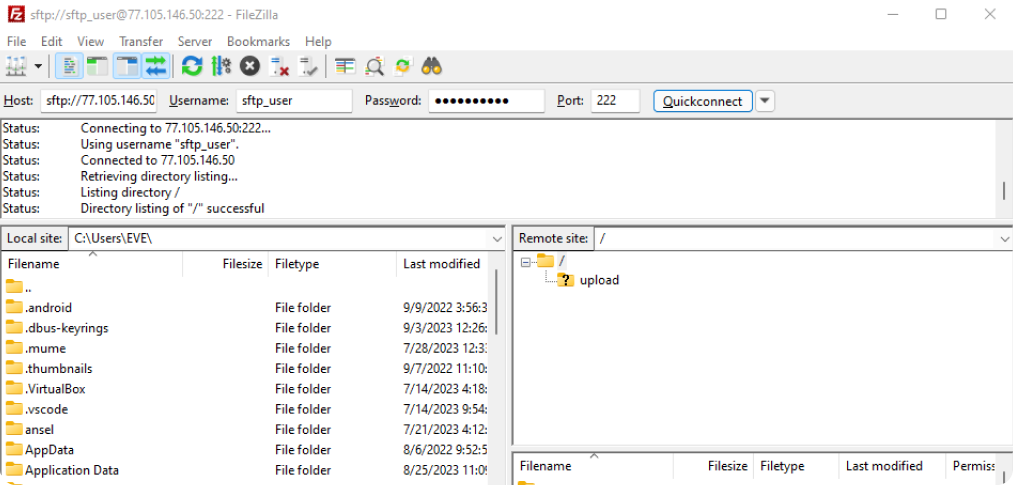 sftp://sftp_user@77.105.146.50:222 - FileZilla
File Edit View Transfer Server Bookmarks Help
Host: sftp://77.105.146.50 Username: sftp_user Password: ●●●●●●●●●● Port: 222 Quickconnect
Status: Connecting to 77.105.146.50:222...
Status: Using username "sftp_user".
Status: Connected to 77.105.146.50
Status: Retrieving directory listing...
Status: Listing directory /
Status: Directory listing of "/" successful
Local site: C:\Users\EVE\
Filename Filesize Filetype Last modified
..
.android File folder 9/9/2022 3:56:3
.dbus-keyrings File folder 9/3/2023 12:26:
.mume File folder 7/28/2023 12:3
.thumbnails File folder 9/7/2022 11:10:
.VirtualBox File folder 7/14/2023 4:18:
.vscode File folder 7/14/2023 9:54:
ansel File folder 7/21/2023 4:12:
AppData File folder 8/6/2022 9:52:5
Application Data File folder 8/25/2023 11:0
Remote site: /
/
? upload
Filename Filesize Filetype Last modified Permiss